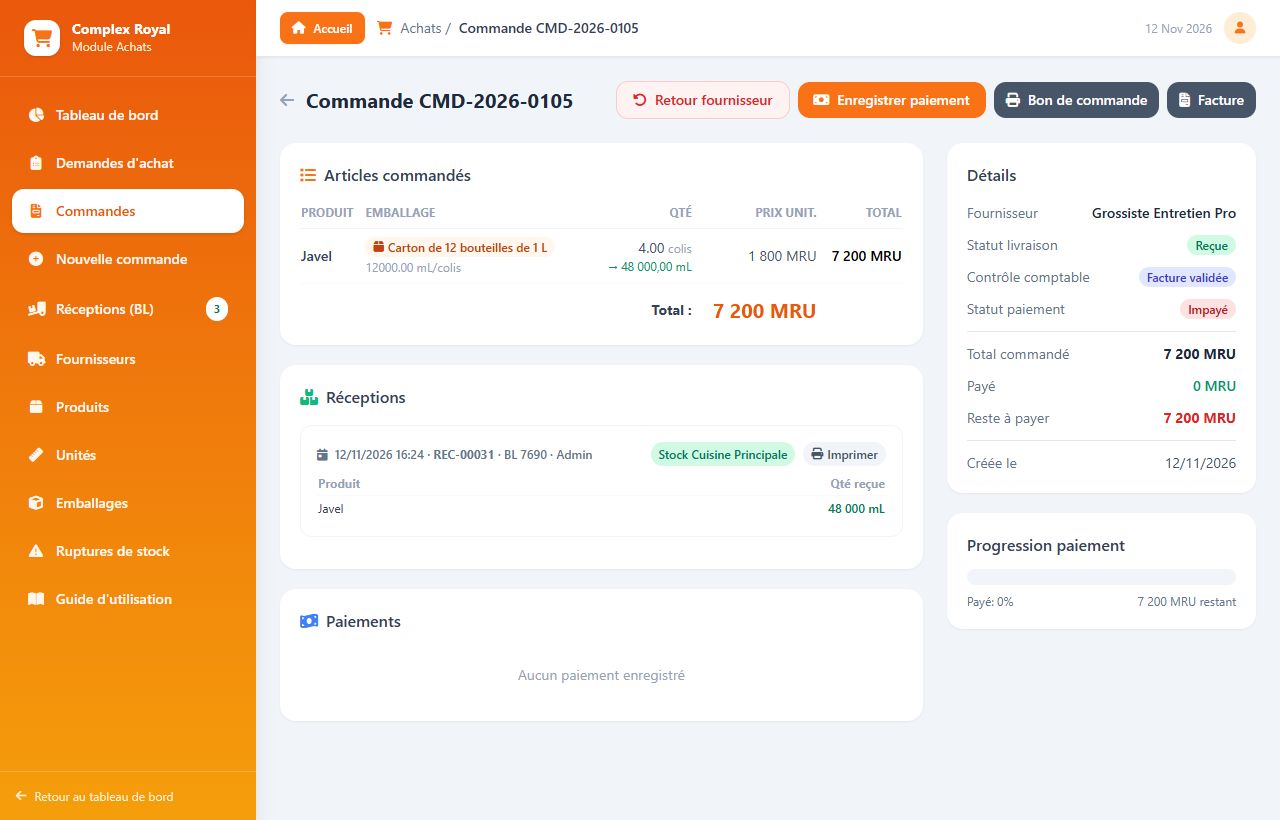 Complex Royal
Module Achats
Tableau de bord
Demandes d'achat
Commandes
Nouvelle commande
Réceptions (BL) 3
Fournisseurs
Produits
Unités
Emballages
Ruptures de stock
Guide d'utilisation
Retour au tableau de bord
Accueil Achats / Commande CMD-2026-0105 12 Nov 2026
Commande CMD-2026-0105 Retour fournisseur Enregistrer paiement Bon de commande Facture
Articles commandés
PRODUIT EMBALLAGE QTÉ PRIX UNIT. TOTAL
Javel Carton de 12 bouteilles de 1 L 4.00 colis 1 800 MRU 7 200 MRU
12000.00 mL/colis → 48 000,00 mL
Total : 7 200 MRU
Réceptions
12/11/2026 16:24 · REC-00031 · BL 7690 · Admin Stock Cuisine Principale Imprimer
Produit Qté reçue
Javel 48 000 mL
Paiements
Aucun paiement enregistré
Détails
Fournisseur Grossiste Entretien Pro
Statut livraison Reçue
Contrôle comptable Facture validée
Statut paiement Impayé
Total commandé 7 200 MRU
Payé 0 MRU
Reste à payer 7 200 MRU
Créée le 12/11/2026
Progression paiement
Payé: 0% 7 200 MRU restant